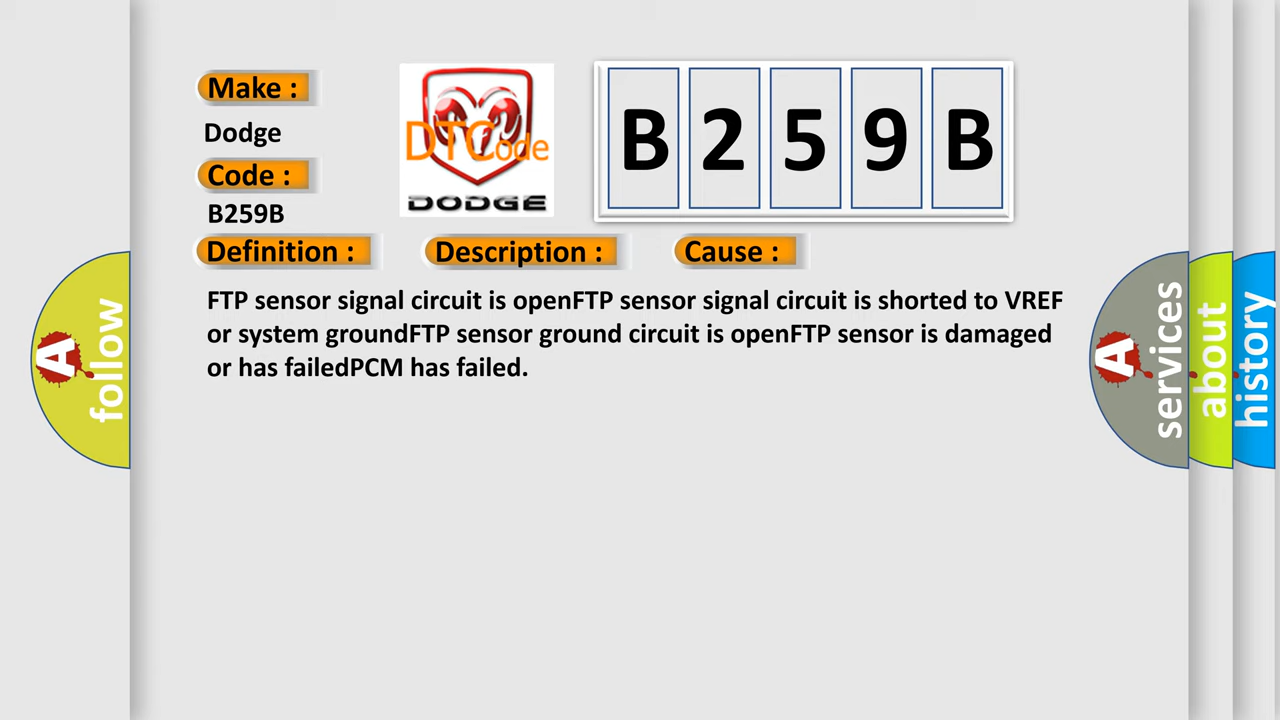 Make :
Dodge
Code :
B259B
DTCode
DODGE
B 2 5 9 B
Definition :
Description :
Cause :
FTP sensor signal circuit is openFTP sensor signal circuit is shorted to VREF
or system groundFTP sensor ground circuit is openFTP sensor is damaged
or has failedPCM has failed.
A follow
A services
about
history